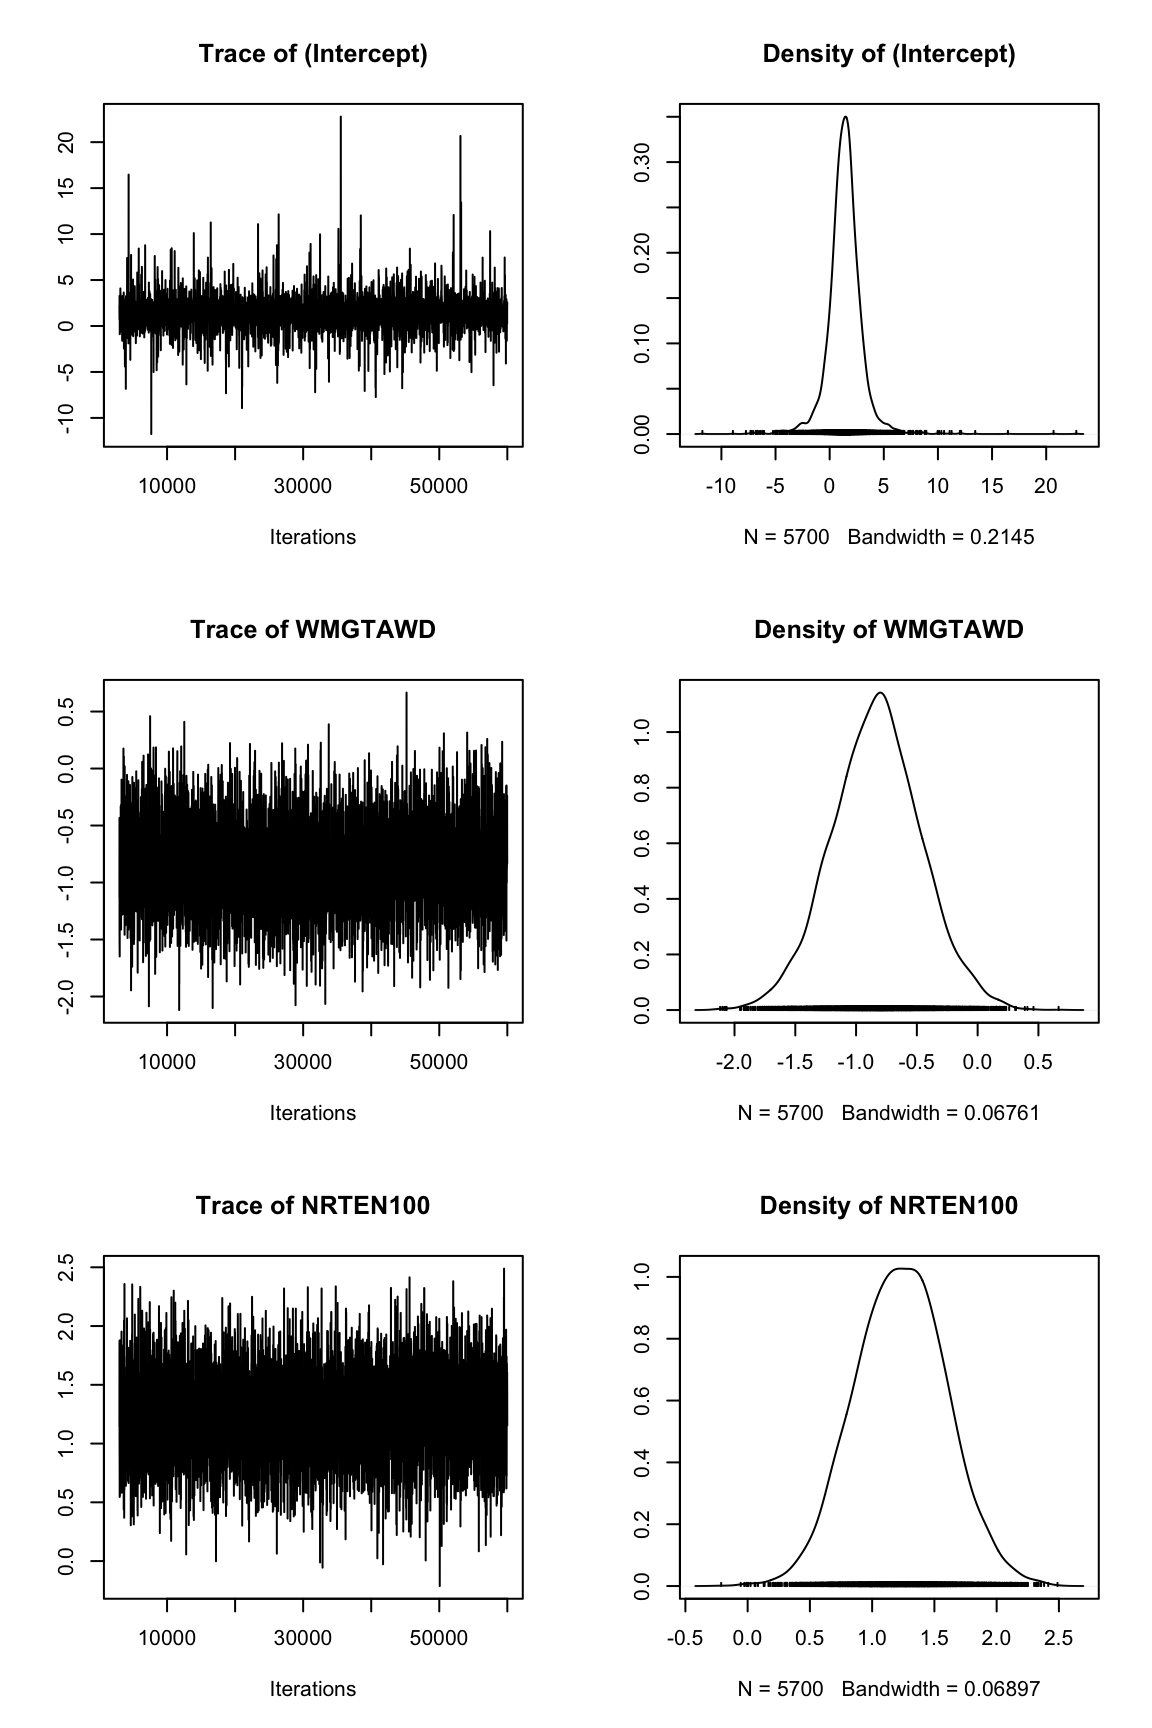 Trace of (Intercept)
20
15
10
5
0
-5
-10
10000 30000 50000
Iterations
Density of (Intercept)
0.30
0.20
0.10
0.00
-10 -5 0 5 10 15 20
N = 5700 Bandwidth = 0.2145
Trace of WMGTAWD
0.5
0.0
-0.5
-1.0
-1.5
-2.0
10000 30000 50000
Iterations
Density of WMGTAWD
1.0
0.8
0.6
0.4
0.2
0.0
-2.0 -1.5 -1.0 -0.5 0.0 0.5
N = 5700 Bandwidth = 0.06761
Trace of NRTEN100
2.5
2.0
1.5
1.0
0.5
0.0
10000 30000 50000
Iterations
Density of NRTEN100
1.0
0.8
0.6
0.4
0.2
0.0
-0.5 0.0 0.5 1.0 1.5 2.0 2.5
N = 5700 Bandwidth = 0.06897